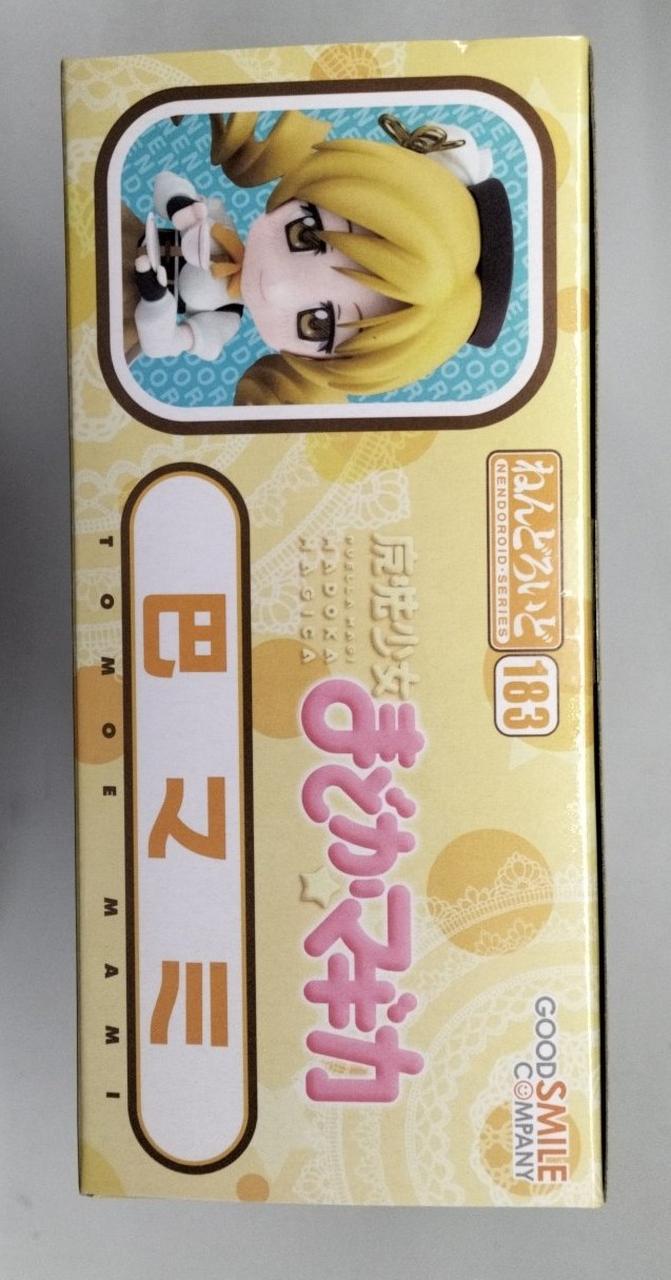 ねんどろいど
NENDOROID·SERIES
183
GOOD
SMILE
COMPANY
魔法少女
PUELLA MAGI
MADOKA
MAGICA
まどか☆マギカ
巴マミ
TOMOE MAMI